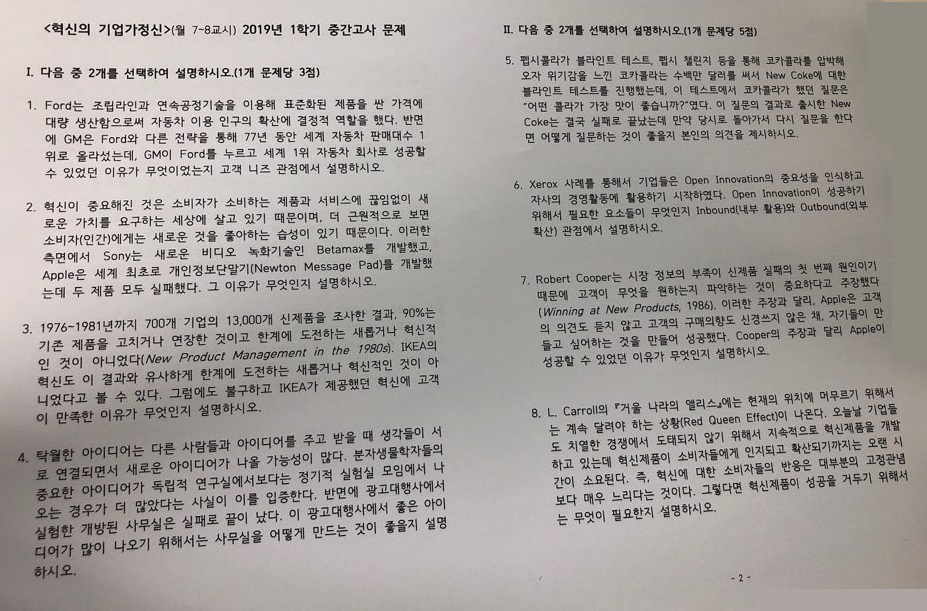 <혁신의 기업가정신>(월 7-8교시) 2019년 1학기 중간고사 문제
I. 다음 중 2개를 선택하여 설명하시오.(1개 문제당 3점)
1. Ford는 조립라인과 연속공정기술을 이용해 표준화된 제품을 싼 가격에
대량 생산함으로써 자동차 이용 인구의 확산에 결정적 역할을 했다. 반면
에 GM은 Ford와 다른 전략을 통해 77년 동안 세계 자동차 판매대수 1
위로 올라섰는데, GM이 Ford를 누르고 세계 1위 자동차 회사로 성공할
수 있었던 이유가 무엇이었는지 고객 니즈 관점에서 설명하시오.
2. 혁신이 중요해진 것은 소비자가 소비하는 제품과 서비스에 끊임없이 새
로운 가치를 요구하는 세상에 살고 있기 때문이며, 더 근원적으로 보면
소비자(인간)에게는 새로운 것을 좋아하는 습성이 있기 때문이다. 이러한
측면에서 Sony는 새로운 비디오 녹화기술인 Betamax를 개발했고,
Apple은 세계 최초로 개인정보단말기(Newton Message Pad)를 개발했
는데 두 제품 모두 실패했다. 그 이유가 무엇인지 설명하시오.
3. 1976~1981년까지 700개 기업의 13,000개 신제품을 조사한 결과, 90%는
기존 제품을 고치거나 연장한 것이고 한계에 도전하는 새롭거나 혁신적
인 것이 아니었다(New Product Management in the 1980s). IKEA의
혁신도 이 결과와 유사하게 한계에 도전하는 새롭거나 혁신적인 것이 아
니었다고 볼 수 있다. 그럼에도 불구하고 IKEA가 제공했던 혁신에 고객
이 만족한 이유가 무엇인지 설명하시오.
4. 탁월한 아이디어는 다른 사람들과 아이디어를 주고 받을 때 생각들이 서
로 연결되면서 새로운 아이디어가 나올 가능성이 많다. 분자생물학자들의
중요한 아이디어가 독립적 연구실에서보다는 정기적 실험실 모임에서 나
오는 경우가 더 많았다는 사실이 이를 입증한다. 반면에 광고대행사에서
실험한 개방된 사무실은 실패로 끝이 났다. 이 광고대행사에서 좋은 아이
디어가 많이 나오기 위해서는 사무실을 어떻게 만드는 것이 좋을지 설명
하시오.
II. 다음 중 2개를 선택하여 설명하시오.(1개 문제당 5점)
5. 펩시콜라가 블라인트 테스트, 펩시 챌린지 등을 통해 코카콜라를 압박해
오자 위기감을 느낀 코카콜라는 수백만 달러를 써서 New Coke에 대한
블라인트 테스트를 진행했는데, 이 테스트에서 코카콜라가 했던 질문은
"어떤 콜라가 가장 맛이 좋습니까?"였다. 이 질문의 결과로 출시한 New
Coke는 결국 실패로 끝났는데 만약 당시로 돌아가서 다시 질문을 한다
면 어떻게 질문하는 것이 좋을지 본인의 의견을 제시하시오.
6. Xerox 사례를 통해서 기업들은 Open Innovation의 중요성을 인식하고
자사의 경영활동에 활용하기 시작하였다. Open Innovation이 성공하기
위해서 필요한 요소들이 무엇인지 Inbound(내부 활용)와 Outbound(외부
확산) 관점에서 설명하시오.
7. Robert Cooper는 시장 정보의 부족이 신제품 실패의 첫 번째 원인이기
때문에 고객이 무엇을 원하는지 파악하는 것이 중요하다고 주장했다
(Winning at New Products, 1986). 이러한 주장과 달리, Apple은 고객
의 의견도 듣지 않고 고객의 구매의향도 신경쓰지 않은 채, 자기들이 만
들고 싶어하는 것을 만들어 성공했다. Cooper의 주장과 달리 Apple이
성공할 수 있었던 이유가 무엇인지 설명하시오.
8. L. Carroll의 『거울 나라의 앨리스』에는 현재의 위치에 머무르기 위해서
는 계속 달려야 하는 상황(Red Queen Effect)이 나온다. 오늘날 기업들
도 치열한 경쟁에서 도태되지 않기 위해서 지속적으로 혁신제품을 개발
하고 있는데 혁신제품이 소비자들에게 인지되고 확산되기까지는 오랜 시
간이 소요된다. 즉, 혁신에 대한 소비자들의 반응은 대부분의 고정관념
보다 매우 느리다는 것이다. 그렇다면 혁신제품이 성공을 거두기 위해서
는 무엇이 필요한지 설명하시오.
- 2 -